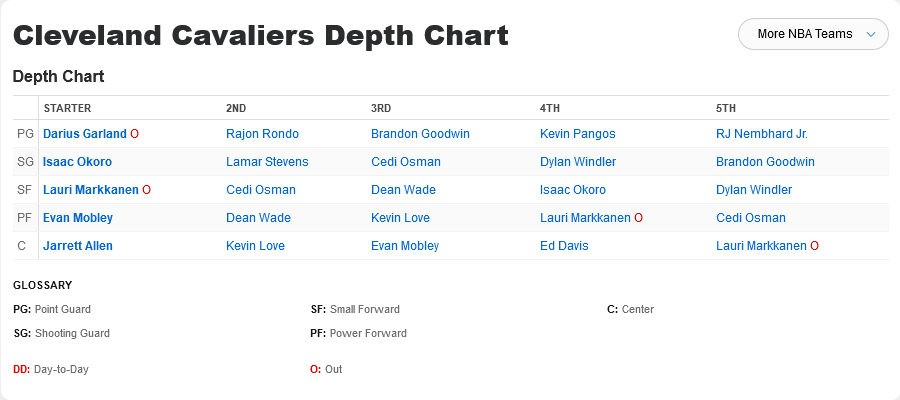 Cleveland Cavaliers Depth Chart
More NBA Teams
Depth Chart
STARTER 2ND 3RD 4TH 5TH
PG Darius Garland O Rajon Rondo Brandon Goodwin Kevin Pangos RJ Nembhard Jr.
SG Isaac Okoro Lamar Stevens Cedi Osman Dylan Windler Brandon Goodwin
SF Lauri Markkanen O Cedi Osman Dean Wade Isaac Okoro Dylan Windler
PF Evan Mobley Dean Wade Kevin Love Lauri Markkanen O Cedi Osman
C Jarrett Allen Kevin Love Evan Mobley Ed Davis Lauri Markkanen O
GLOSSARY
PG: Point Guard SF: Small Forward C: Center
SG: Shooting Guard PF: Power Forward
DD: Day-to-Day O: Out